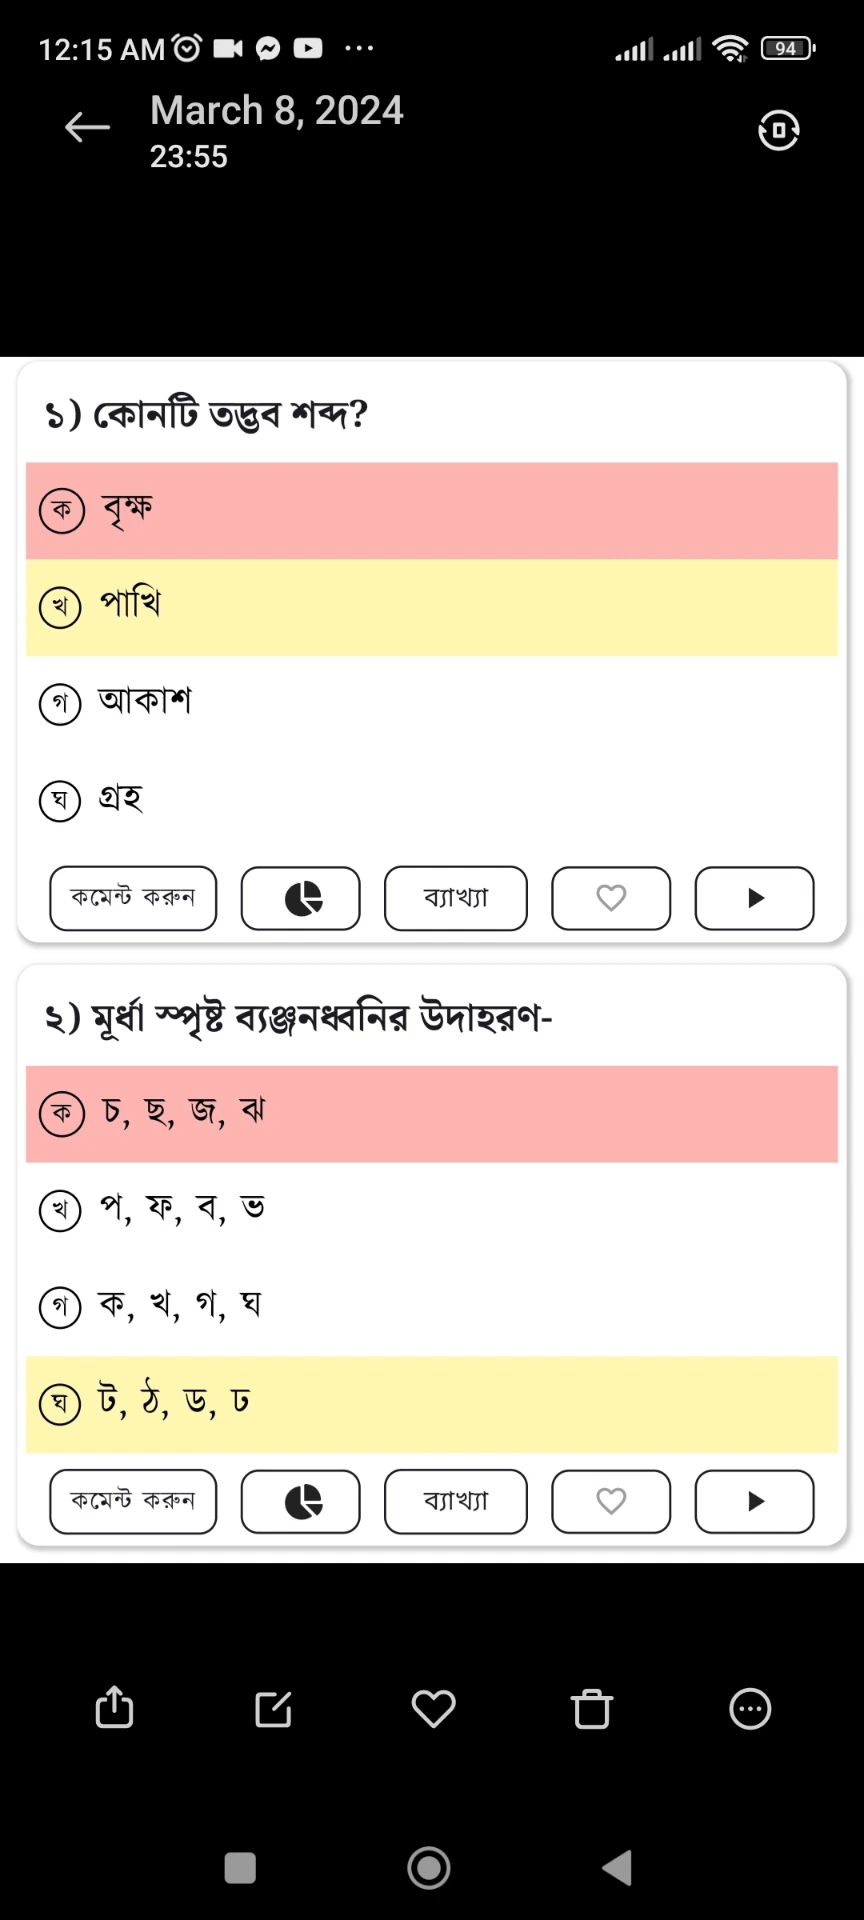 12:15 AM ... 94
March 8, 2024
23:55
১) কোনটি তদ্ভব শব্দ?
ক বৃক্ষ
খ পাখি
গ আকাশ
ঘ গ্রহ
কমেন্ট করুন ব্যাখ্যা
২) মূর্ধা স্পৃষ্ট ব্যঞ্জনধ্বনির উদাহরণ-
ক চ, ছ, জ, ঝ
খ প, ফ, ব, ভ
গ ক, খ, গ, ঘ
ঘ ট, ঠ, ড, ঢ
কমেন্ট করুন ব্যাখ্যা